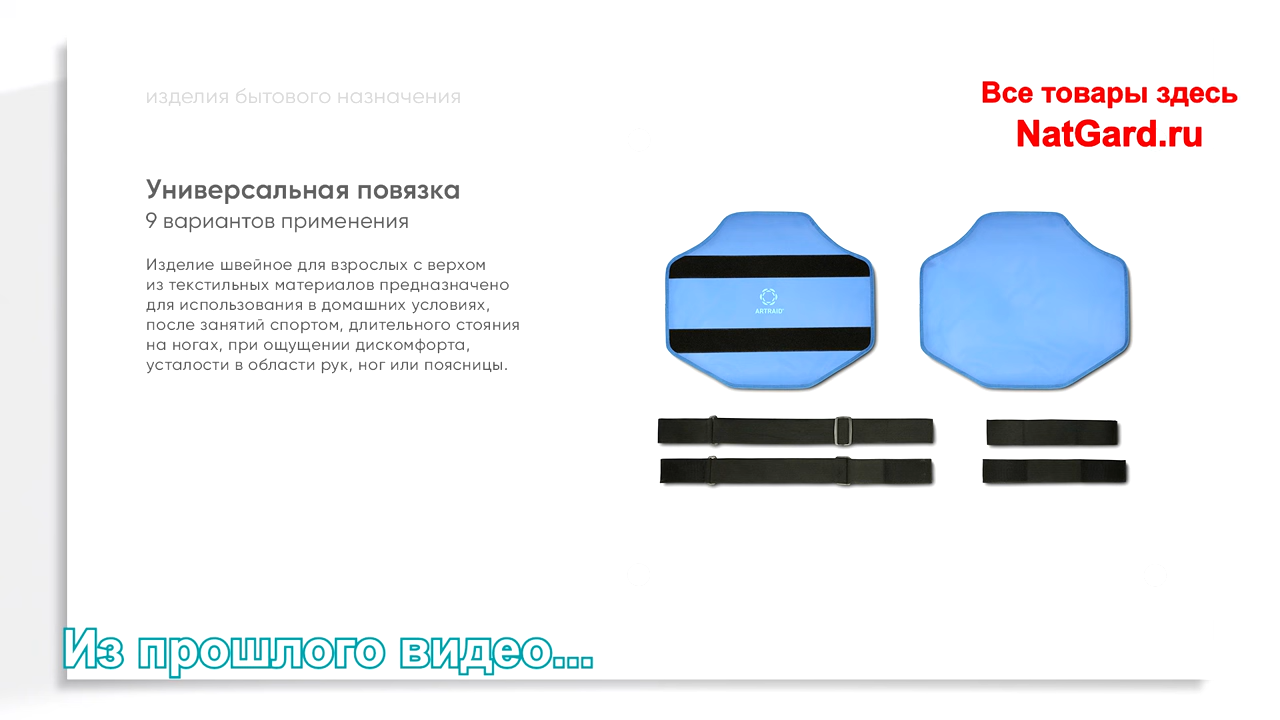 изделия бытового назначения
Все товары здесь
NatGard.ru
Универсальная повязка
9 вариантов применения
Изделие швейное для взрослых с верхом
из текстильных материалов предназначено
для использования в домашних условиях,
после занятий спортом, длительного стояния
на ногах, при ощущении дискомфорта,
усталости в области рук, ног или поясницы.
ARTRAID
Из прошлого видео...